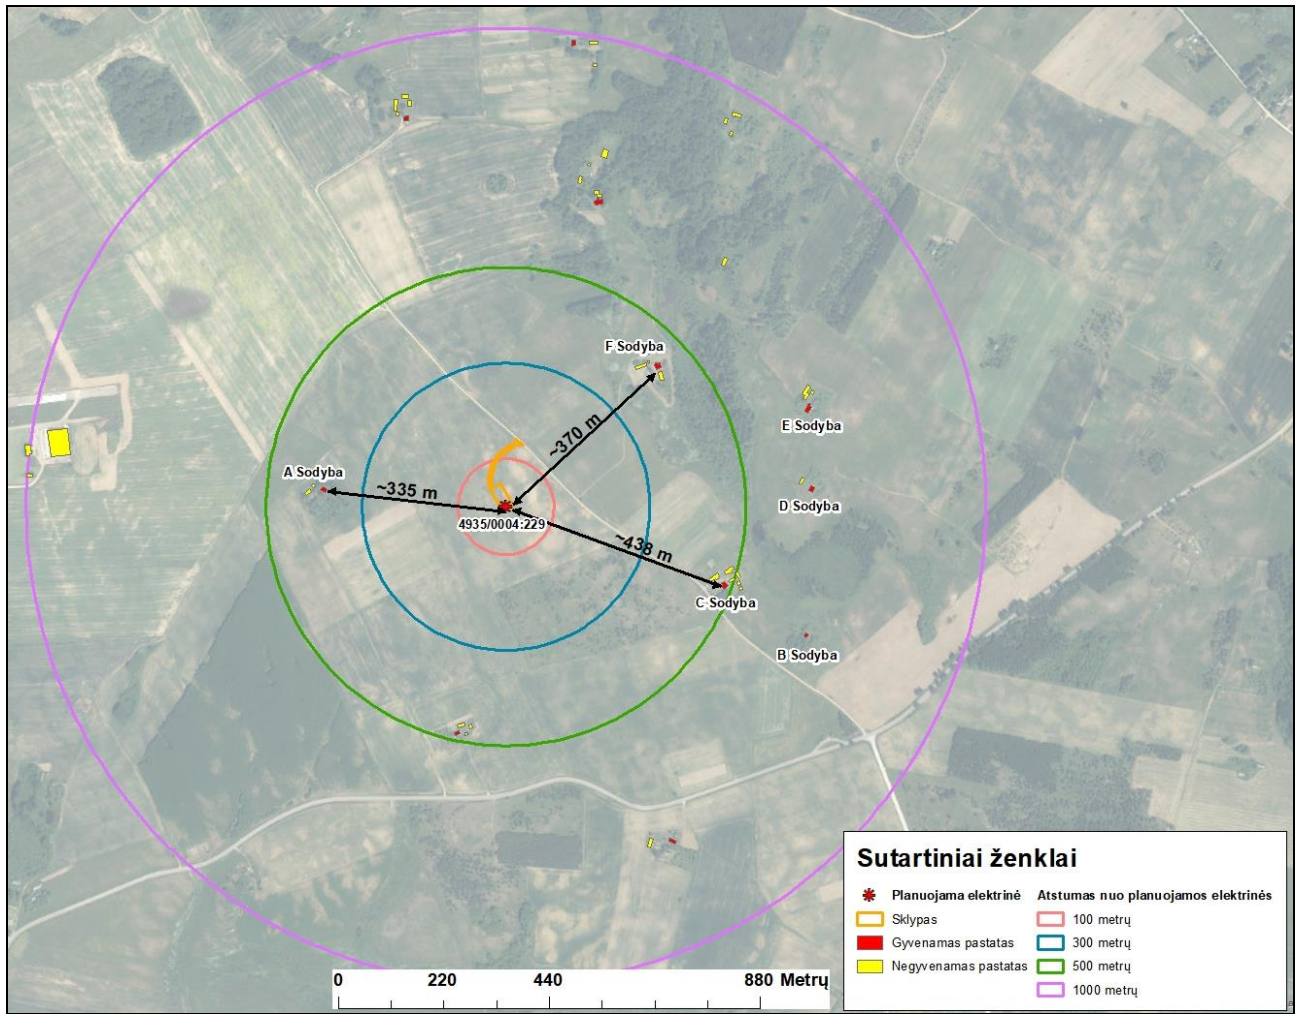 F Sodyba
~370 m
E Sodyba
A Sodyba
~335 m
D Sodyba
4935/0004:229
~438 m
C Sodyba
B Sodyba
Sutartiniai ženklai
Planuojama elektrinė
Sklypas
Gyvenamas pastatas
Negyvenamas pastatas
Atstumas nuo planuojamos elektrinės
100 metrų
300 metrų
500 metrų
1000 metrų
0 220 440 880 Metrų